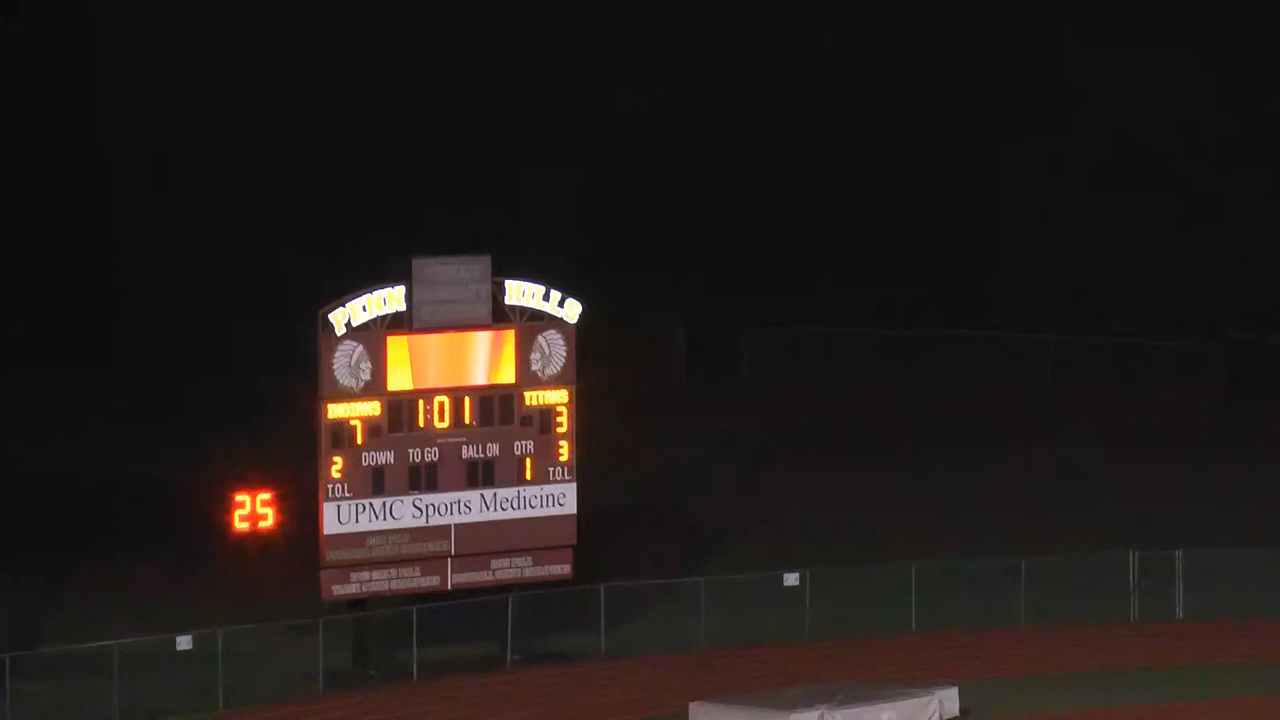 PENN HILLS
INDIANS 1:01 TITANS
7 3
DOWN TO GO BALL ON QTR
2 1 3
T.O.L. T.O.L.
25
UPMC Sports Medicine